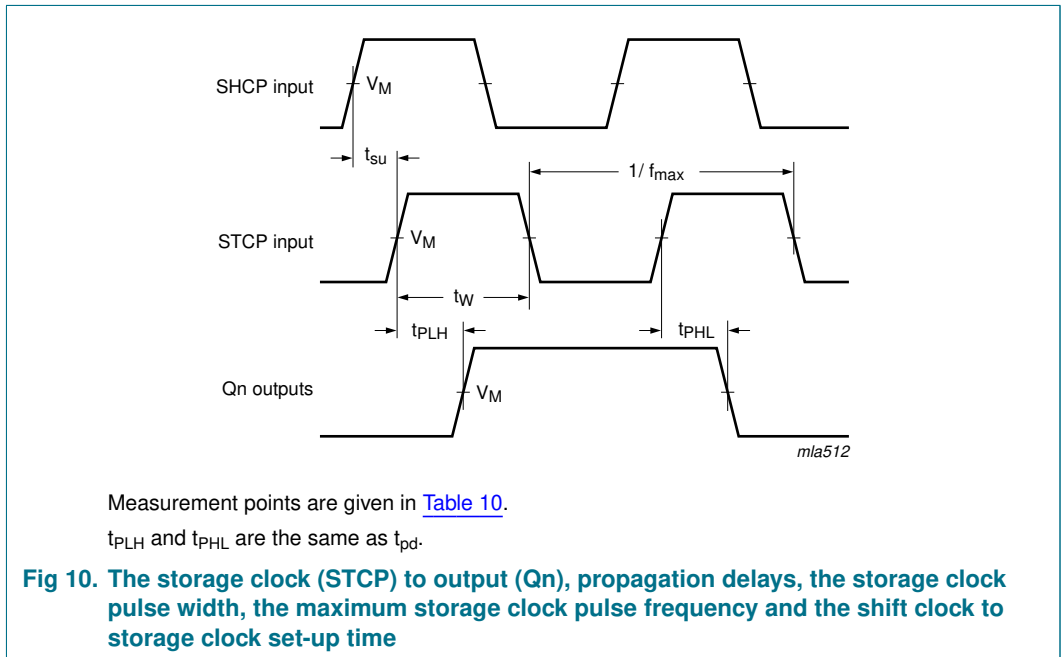 SHCP input
VM
tsu
1/ fmax
STCP input
VM
tW
tPLH
tPHL
Qn outputs
VM
mla512
Measurement points are given in Table 10.
tPLH and tPHL are the same as tpd.
Fig 10. The storage clock (STCP) to output (Qn), propagation delays, the storage clock
pulse width, the maximum storage clock pulse frequency and the shift clock to
storage clock set-up time